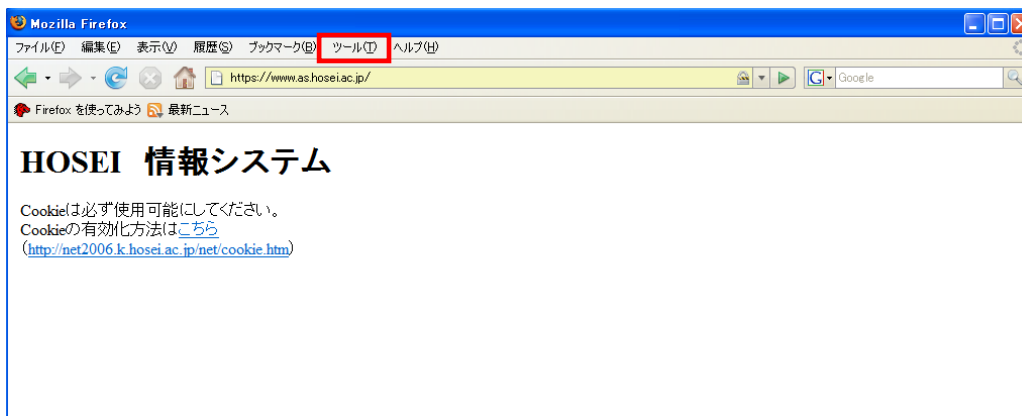 Mozilla Firefox
ファイル(F) 編集(E) 表示(V) 履歴(S) ブックマーク(B) ツール(T) ヘルプ(H)
https://www.as.hosei.ac.jp/ G Google
Firefox を使ってみよう 最新ニュース
HOSEI 情報システム
Cookieは必ず使用可能にしてください。
Cookieの有効化方法はこちら
(http://net2006.k.hosei.ac.jp/net/cookie.htm)